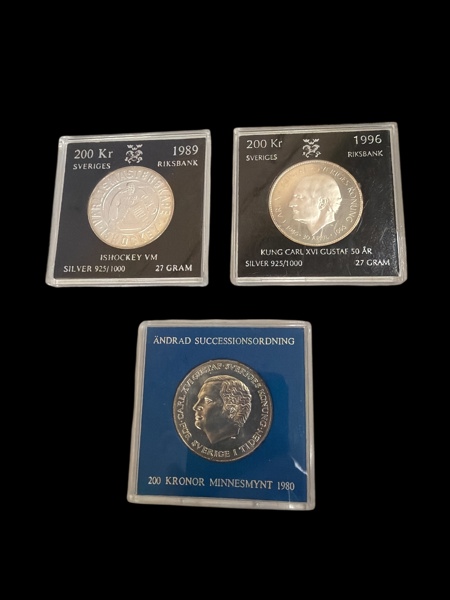 200 Kr 1989
SVERIGES RIKSBANK
ISHOCKEY VM
SILVER 925/1000 27 GRAM
200 Kr 1996
SVERIGES RIKSBANK
KUNG CARL XVI GUSTAF 50 ÅR
SILVER 925/1000 27 GRAM
ÄNDRAD SUCCESSIONSORDNING
CARL XVI GUSTAF · SVERIGES KONUNG
FÖR SVERIGE I TIDEN
200 KRONOR MINNESMYNT 1980